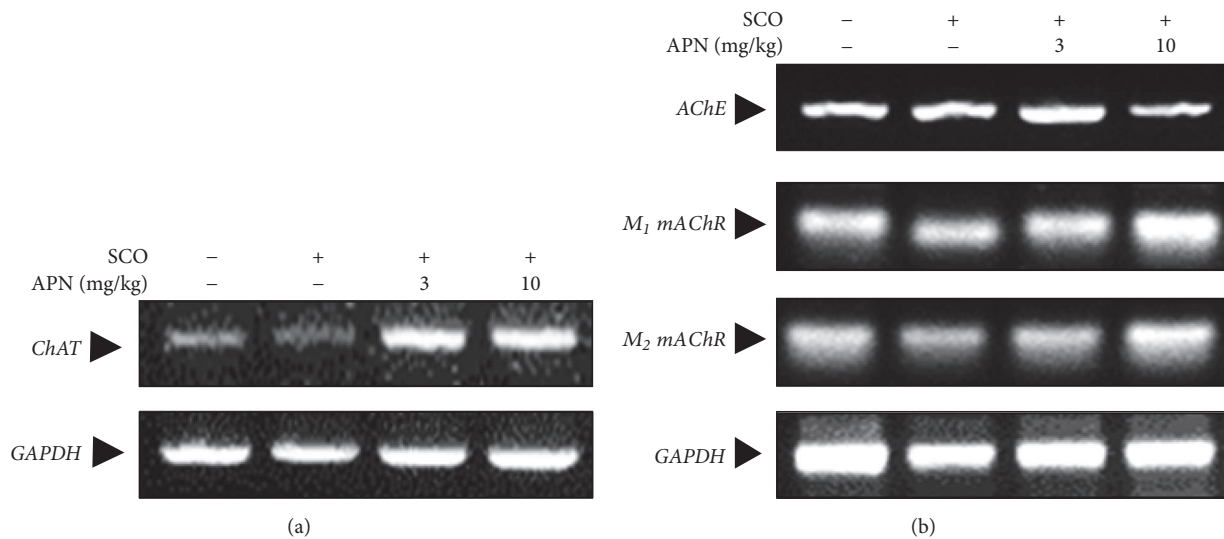 SCO − + + +
APN (mg/kg) − − 3 10
ChAT
GAPDH
(a)
SCO − + + +
APN (mg/kg) − − 3 10
AChE
M₁ mAChR
M₂ mAChR
GAPDH
(b)